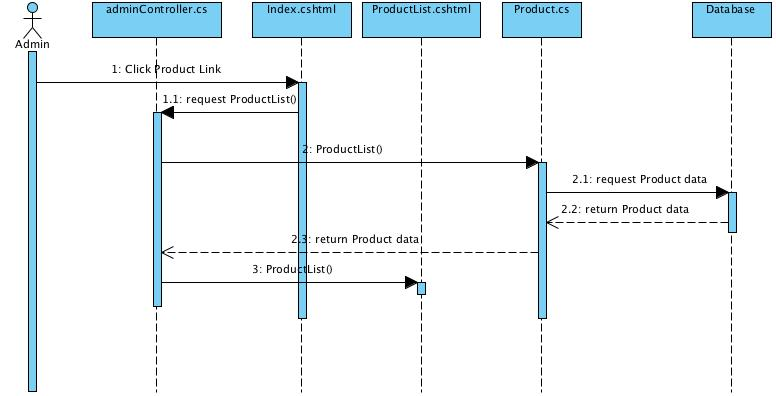 adminController.cs
Index.cshtml
ProductList.cshtml
Product.cs
Database
Admin
1: Click Product Link
1.1: request ProductList()
2: ProductList()
2.1: request Product data
2.2: return Product data
2.3: return Product data
3: ProductList()